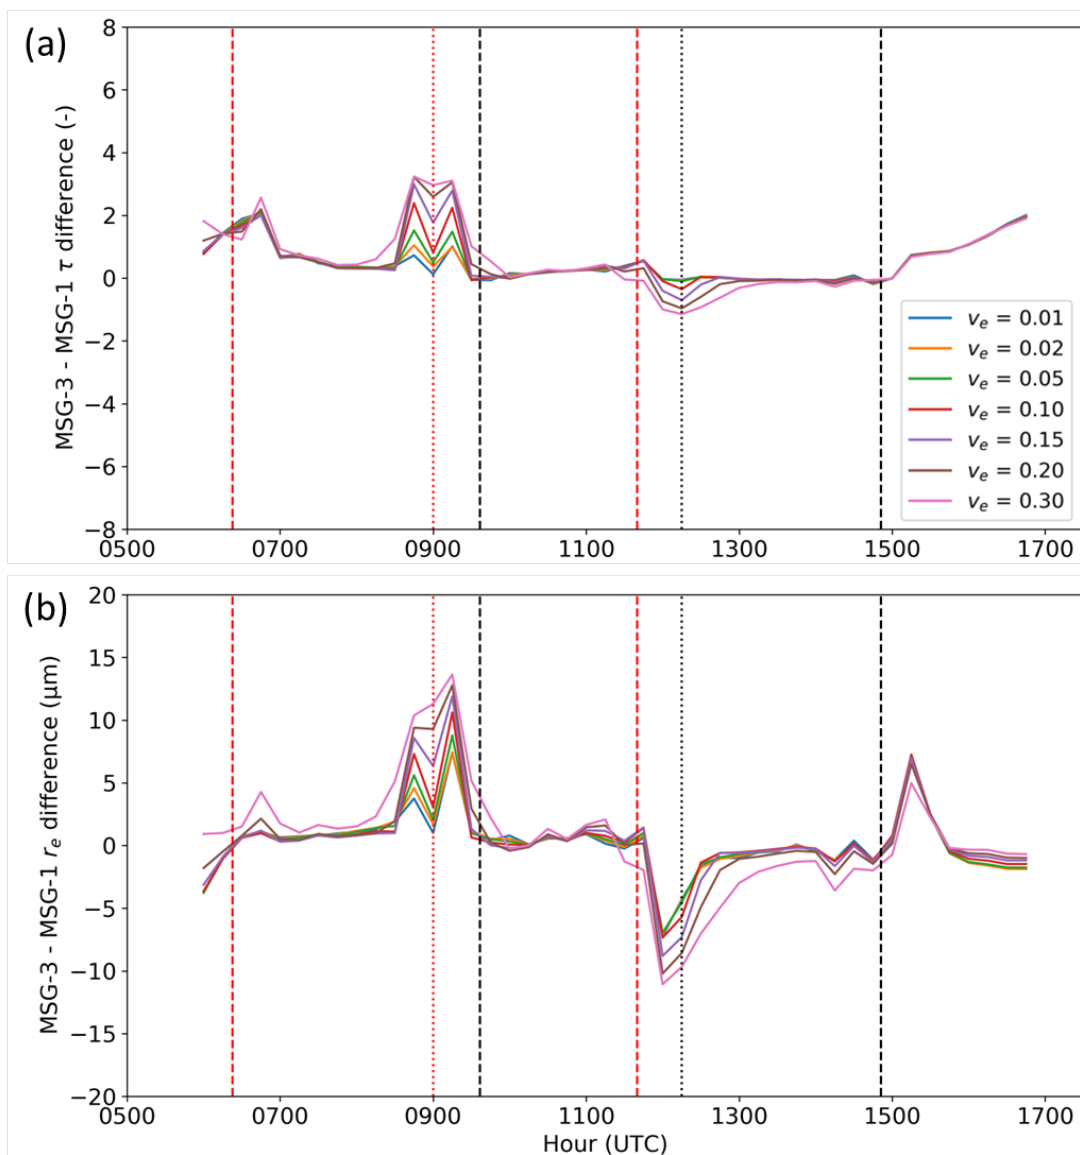 (a)
MSG-3 - MSG-1 τ difference (-)
8
6
4
2
0
−2
−4
−6
−8
0500 0700 0900 1100 1300 1500 1700
vₑ = 0.01
vₑ = 0.02
vₑ = 0.05
vₑ = 0.10
vₑ = 0.15
vₑ = 0.20
vₑ = 0.30
(b)
MSG-3 - MSG-1 rₑ difference (μm)
20
15
10
5
0
−5
−10
−15
−20
0500 0700 0900 1100 1300 1500 1700
Hour (UTC)